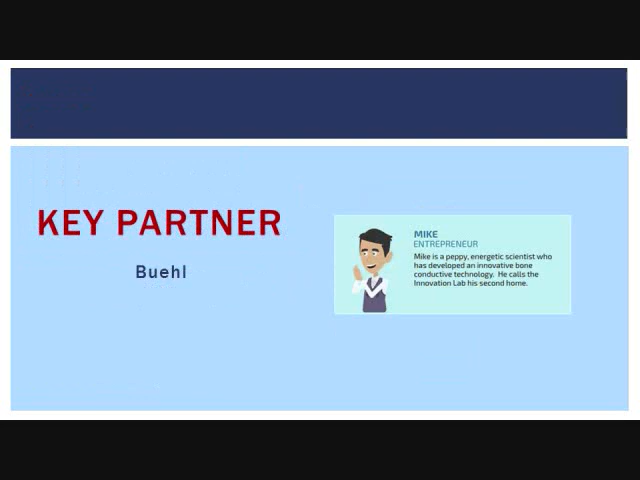 KEY PARTNER
Buehl
MIKE
ENTREPRENEUR
Mike is a peppy, energetic scientist who
has developed an innovative bone
conductive technology. He calls the
Innovation Lab his second home.